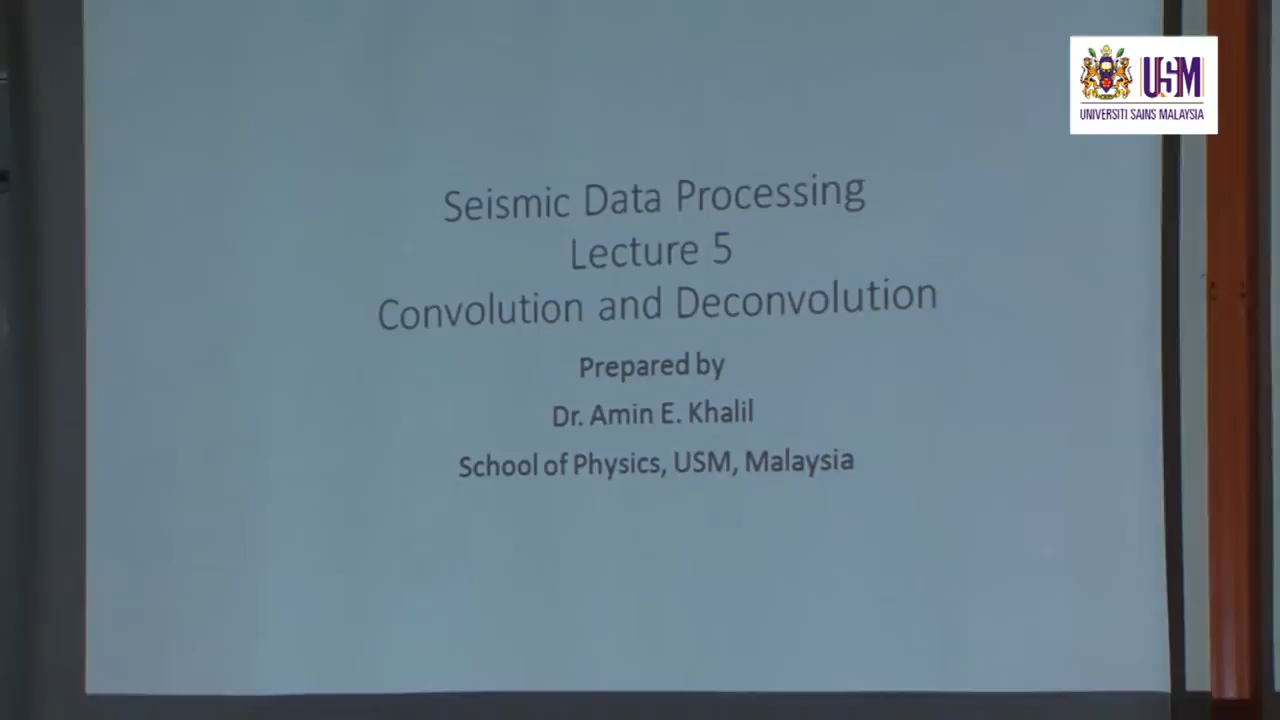 USM
UNIVERSITI SAINS MALAYSIA
Seismic Data Processing
Lecture 5
Convolution and Deconvolution
Prepared by
Dr. Amin E. Khalil
School of Physics, USM, Malaysia